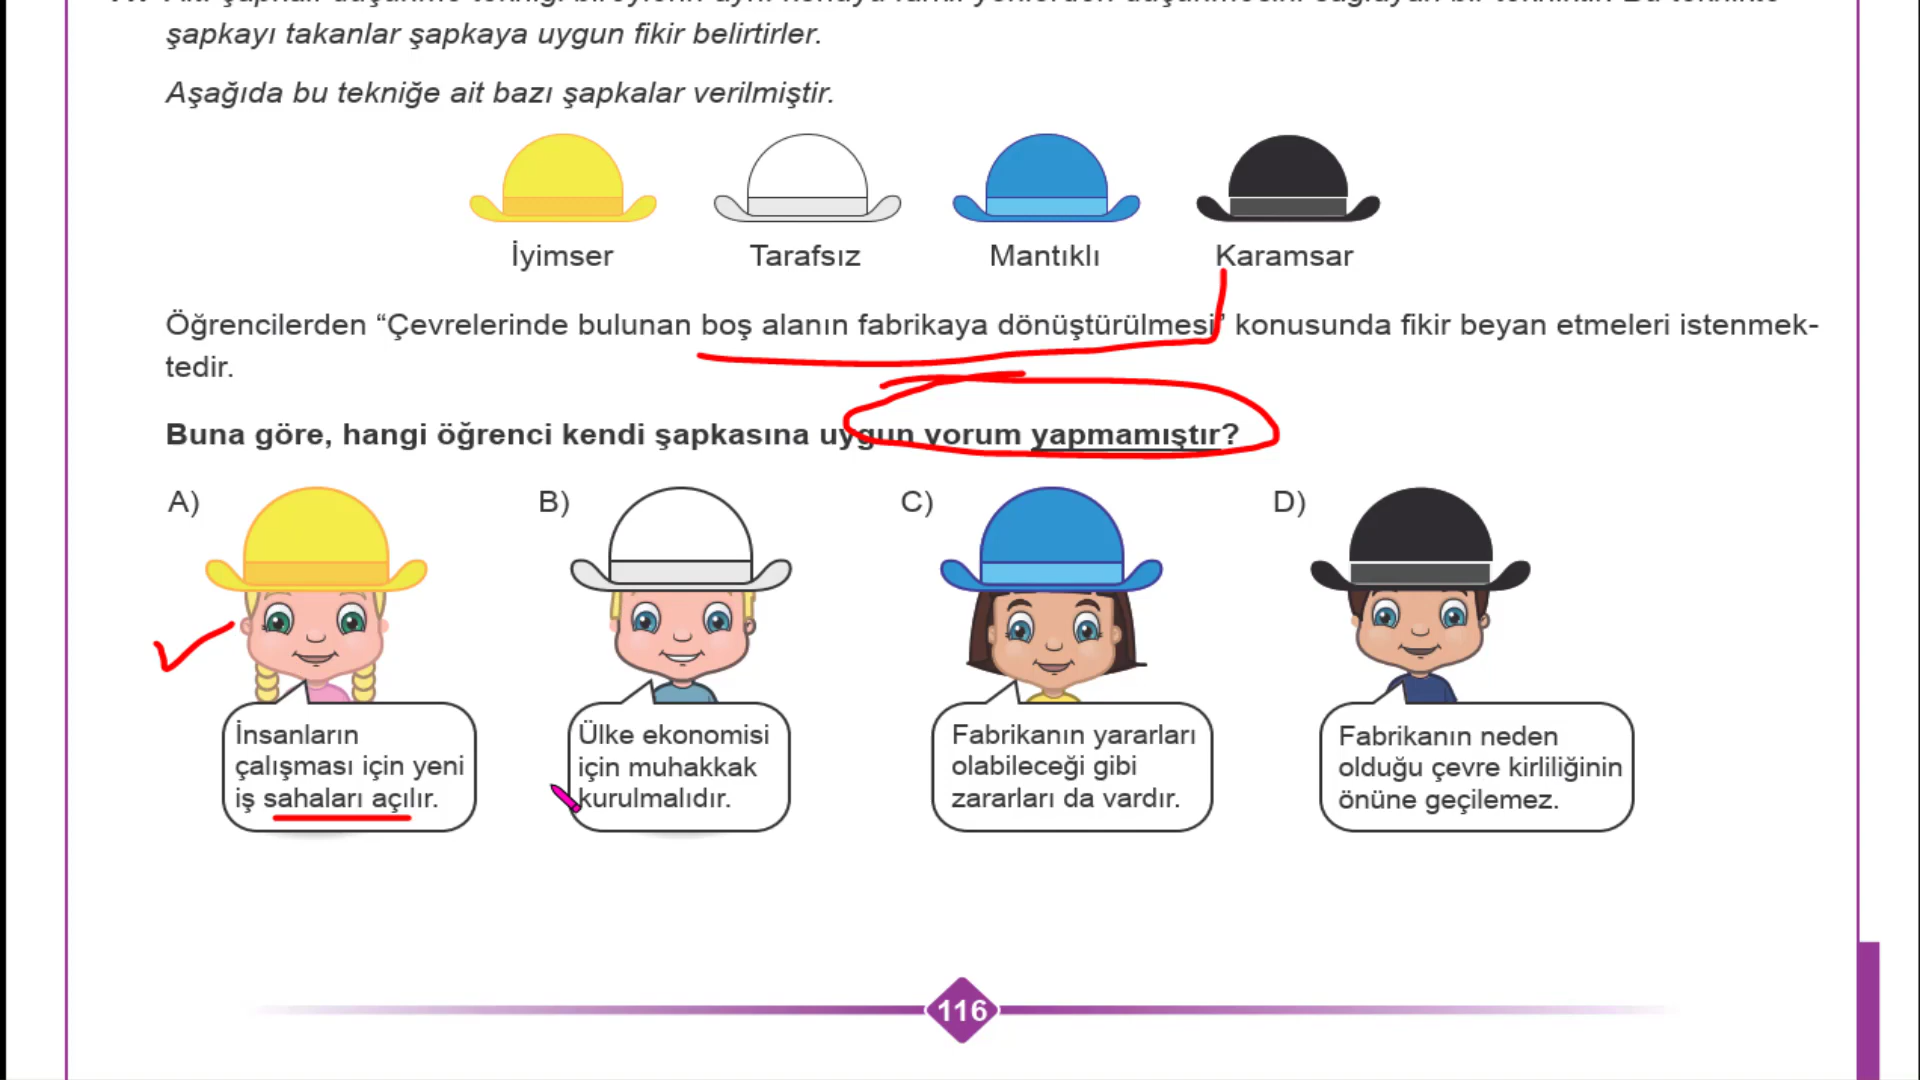 şapkayı takanlar şapkaya uygun fikir belirtirler.
Aşağıda bu tekniğe ait bazı şapkalar verilmiştir.
İyimser
Tarafsız
Mantıklı
Karamsar
Öğrencilerden “Çevrelerinde bulunan boş alanın fabrikaya dönüştürülmesi” konusunda fikir beyan etmeleri istenmek-
tedir.
Buna göre, hangi öğrenci kendi şapkasına uygun yorum yapmamıştır?
A)
B)
C)
D)
İnsanların
çalışması için yeni
iş sahaları açılır.
Ülke ekonomisi
için muhakkak
kurulmalıdır.
Fabrikanın yararları
olabileceği gibi
zararları da vardır.
Fabrikanın neden
olduğu çevre kirliliğinin
önüne geçilemez.
116